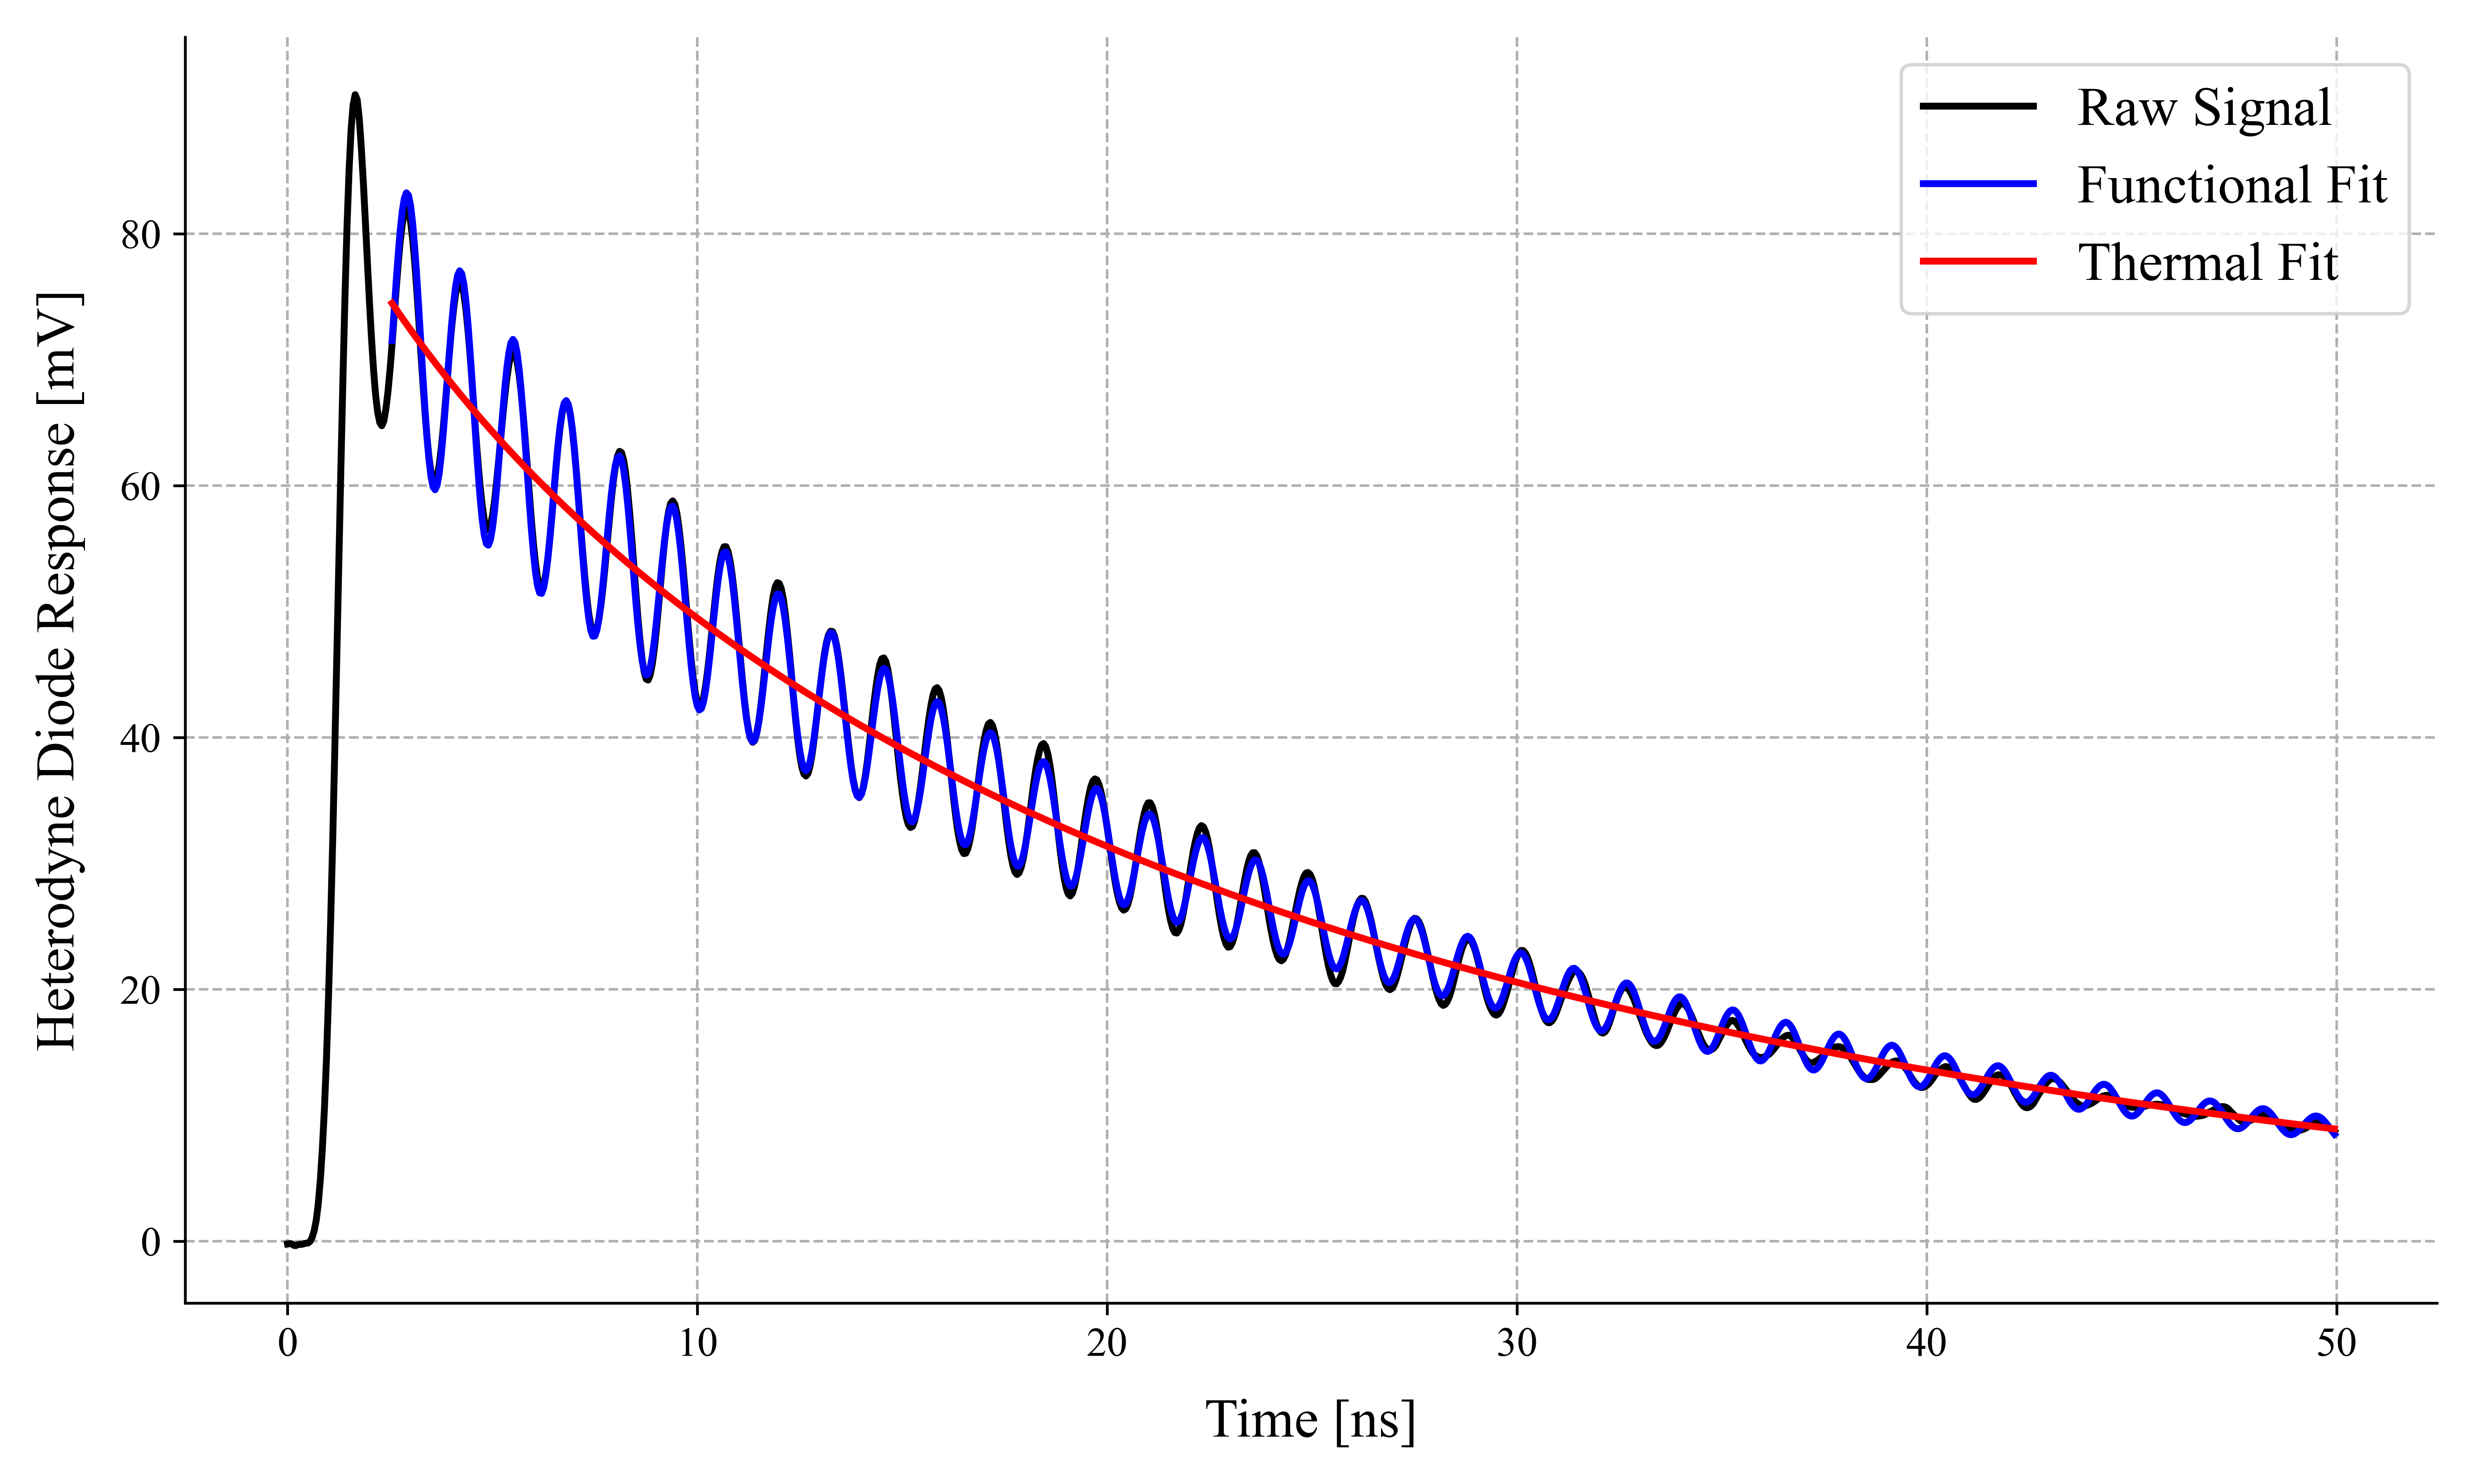 Raw Signal
Functional Fit
Thermal Fit
Heterodyne Diode Response [mV]
80
60
40
20
0
0 10 20 30 40 50
Time [ns]